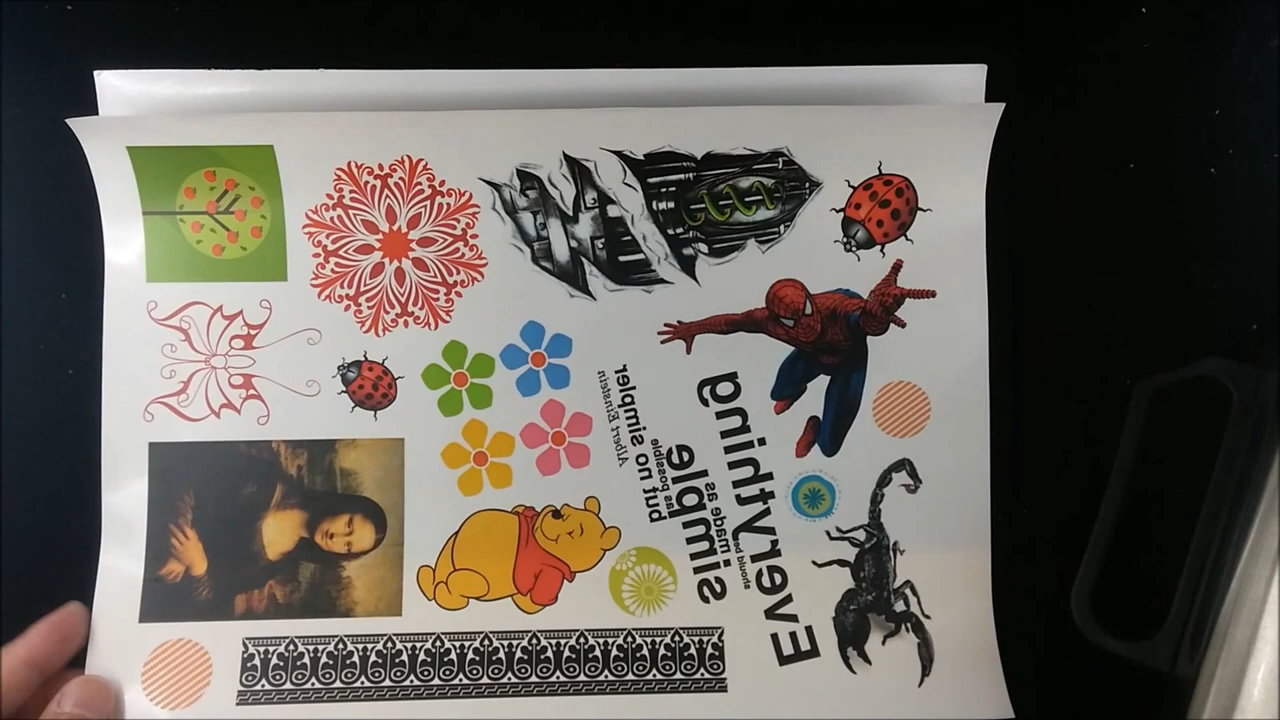 Everything
should be
made as
simple
as possible
but no simpler
Albert Einstein